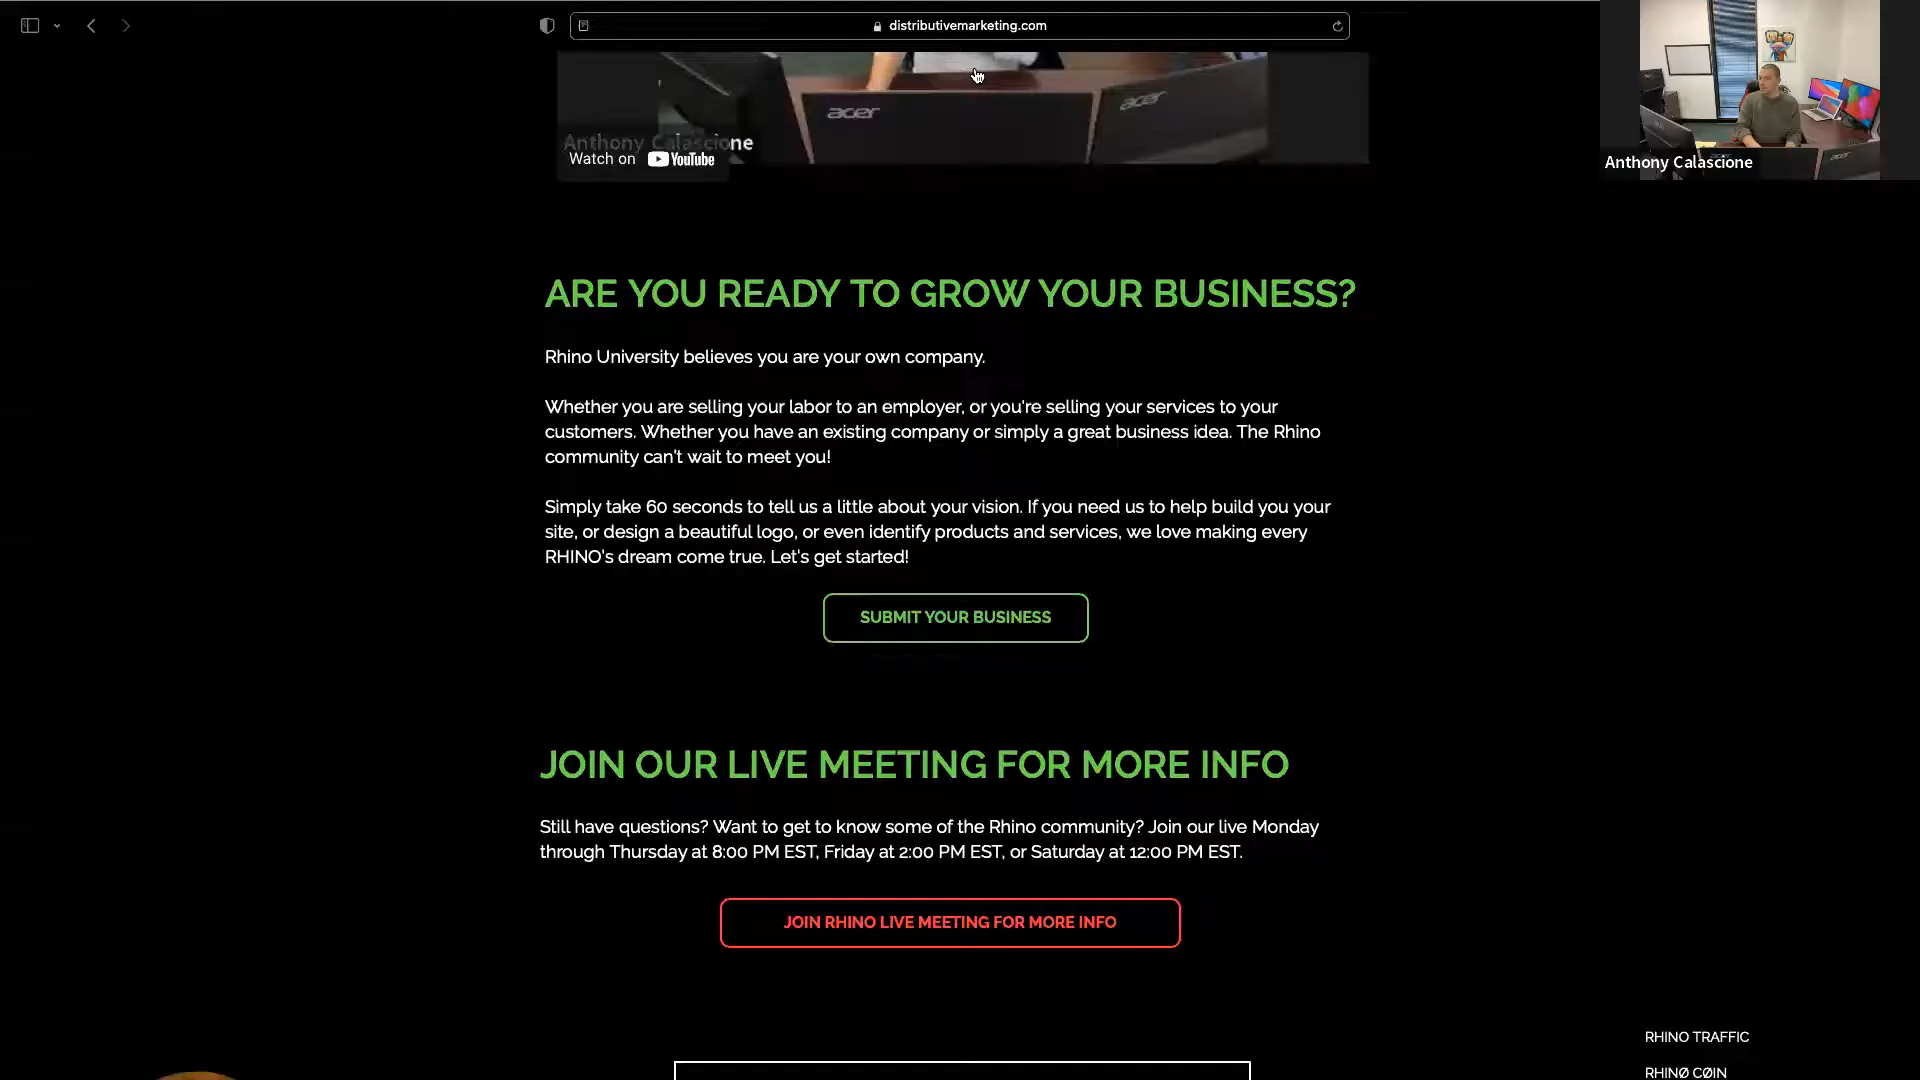 distributivemarketing.com
acer
acer
Anthony Calascione
Watch on YouTube
Anthony Calascione
ARE YOU READY TO GROW YOUR BUSINESS?
Rhino University believes you are your own company.
Whether you are selling your labor to an employer, or you're selling your services to your
customers. Whether you have an existing company or simply a great business idea. The Rhino
community can't wait to meet you!
Simply take 60 seconds to tell us a little about your vision. If you need us to help build you your
site, or design a beautiful logo, or even identify products and services, we love making every
RHINO's dream come true. Let's get started!
SUBMIT YOUR BUSINESS
JOIN OUR LIVE MEETING FOR MORE INFO
Still have questions? Want to get to know some of the Rhino community? Join our live Monday
through Thursday at 8:00 PM EST, Friday at 2:00 PM EST, or Saturday at 12:00 PM EST.
JOIN RHINO LIVE MEETING FOR MORE INFO
RHINO TRAFFIC
RHINØ CØIN